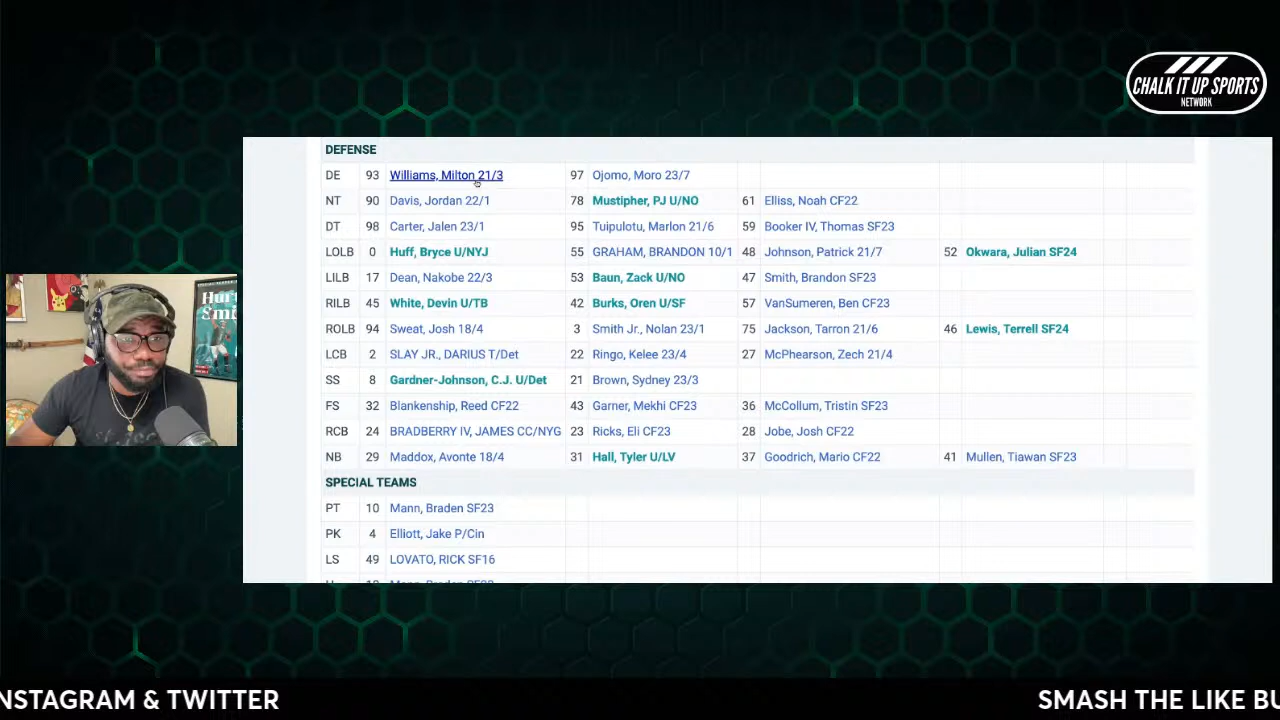 CHALK IT UP SPORTS
NETWORK
DEFENSE
DE 93 Williams, Milton 21/3 97 Ojomo, Moro 23/7
NT 90 Davis, Jordan 22/1 78 Mustipher, PJ U/NO 61 Elliss, Noah CF22
DT 98 Carter, Jalen 23/1 95 Tuipulotu, Marlon 21/6 59 Booker IV, Thomas SF23
LOLB 0 Huff, Bryce U/NYJ 55 GRAHAM, BRANDON 10/1 48 Johnson, Patrick 21/7 52 Okwara, Julian SF24
LILB 17 Dean, Nakobe 22/3 53 Baun, Zack U/NO 47 Smith, Brandon SF23
RILB 45 White, Devin U/TB 42 Burks, Oren U/SF 57 VanSumeren, Ben CF23
ROLB 94 Sweat, Josh 18/4 3 Smith Jr., Nolan 23/1 75 Jackson, Tarron 21/6 46 Lewis, Terrell SF24
LCB 2 SLAY JR., DARIUS T/Det 22 Ringo, Kelee 23/4 27 McPhearson, Zech 21/4
SS 8 Gardner-Johnson, C.J. U/Det 21 Brown, Sydney 23/3
FS 32 Blankenship, Reed CF22 43 Garner, Mekhi CF23 36 McCollum, Tristin SF23
RCB 24 BRADBERRY IV, JAMES CC/NYG 23 Ricks, Eli CF23 28 Jobe, Josh CF22
NB 29 Maddox, Avonte 18/4 31 Hall, Tyler U/LV 37 Goodrich, Mario CF22 41 Mullen, Tiawan SF23
SPECIAL TEAMS
PT 10 Mann, Braden SF23
PK 4 Elliott, Jake P/Cin
LS 49 LOVATO, RICK SF16
NSTAGRAM & TWITTER
SMASH THE LIKE BU